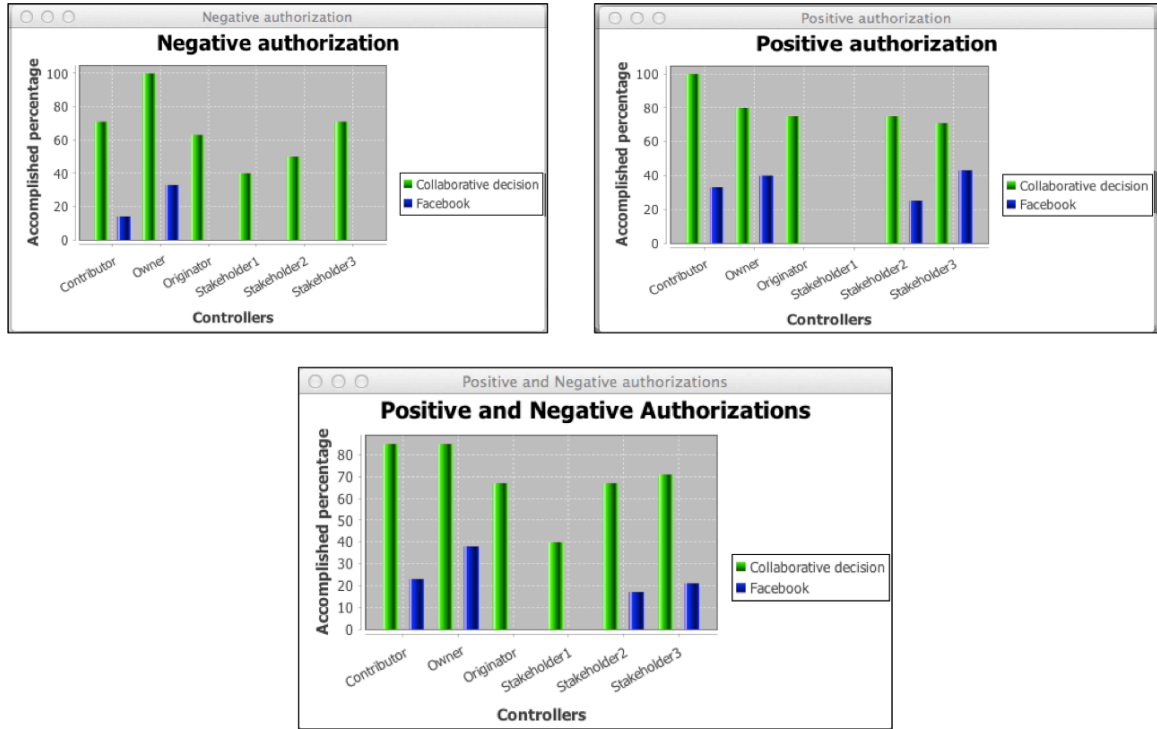 Negative authorization
Negative authorization
Accomplished percentage
100
80
60
40
20
0
Contributor
Owner
Originator
Stakeholder1
Stakeholder2
Stakeholder3
Controllers
Collaborative decision
Facebook
Positive authorization
Positive authorization
Accomplished percentage
100
80
60
40
20
0
Contributor
Owner
Originator
Stakeholder1
Stakeholder2
Stakeholder3
Controllers
Collaborative decision
Facebook
Positive and Negative authorizations
Positive and Negative Authorizations
Accomplished percentage
80
70
60
50
40
30
20
10
0
Contributor
Owner
Originator
Stakeholder1
Stakeholder2
Stakeholder3
Controllers
Collaborative decision
Facebook